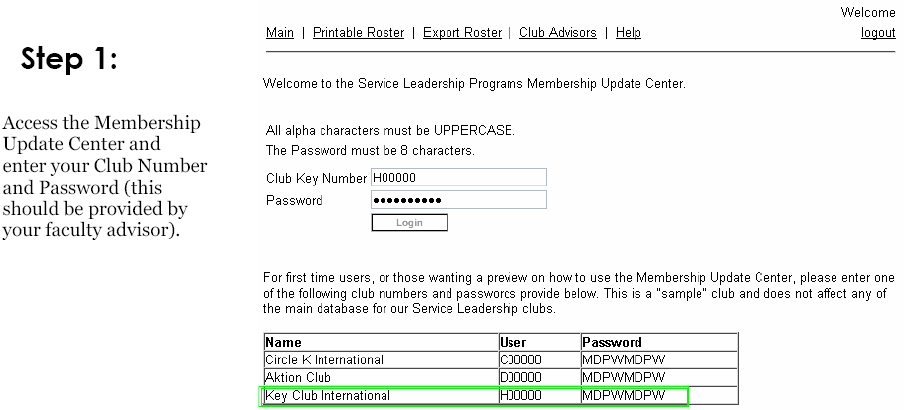 Step 1:
Access the Membership
Update Center and
enter your Club Number
and Password (this
should be provided by
your faculty advisor).
Welcome
Main | Printable Roster | Export Roster | Club Advisors | Help
logout
Welcome to the Service Leadership Programs Membership Update Center.
All alpha characters must be UPPERCASE.
The Password must be 8 characters.
Club Key Number H00000
Password ••••••••••
Login
For first time users, or those wanting a preview on how to use the Membership Update Center, please enter one
of the following club numbers and passworcs provide below. This is a "sample" club and does not affect any of
the main database for our Service Leadership clubs.
Name User Password
Circle K International C00000 MDPWMDPW
Aktion Club D00000 MDPWMDPW
Key Club International H00000 MDPWMDPW